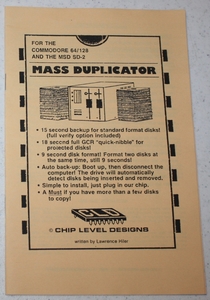 FOR THE
COMMODORE 64/128
AND THE MSD SD-2
MASS DUPLICATOR
• 15 second backup for standard format disks!
(full verify option included)
• 18 second full GCR "quick-nibble" for
protected disks!
• 9 second disk format! Format two disks at
the same time, still 9 seconds!
• Auto back-up: Boot up, then disconnect the
computer! The drive will automatically
detect disks being inserted and removed.
• Simple to install, just plug in our chip.
• A Must if you have more than a few disks
to copy!
CLD
© CHIP LEVEL DESIGNS
written by Lawrence Hiler